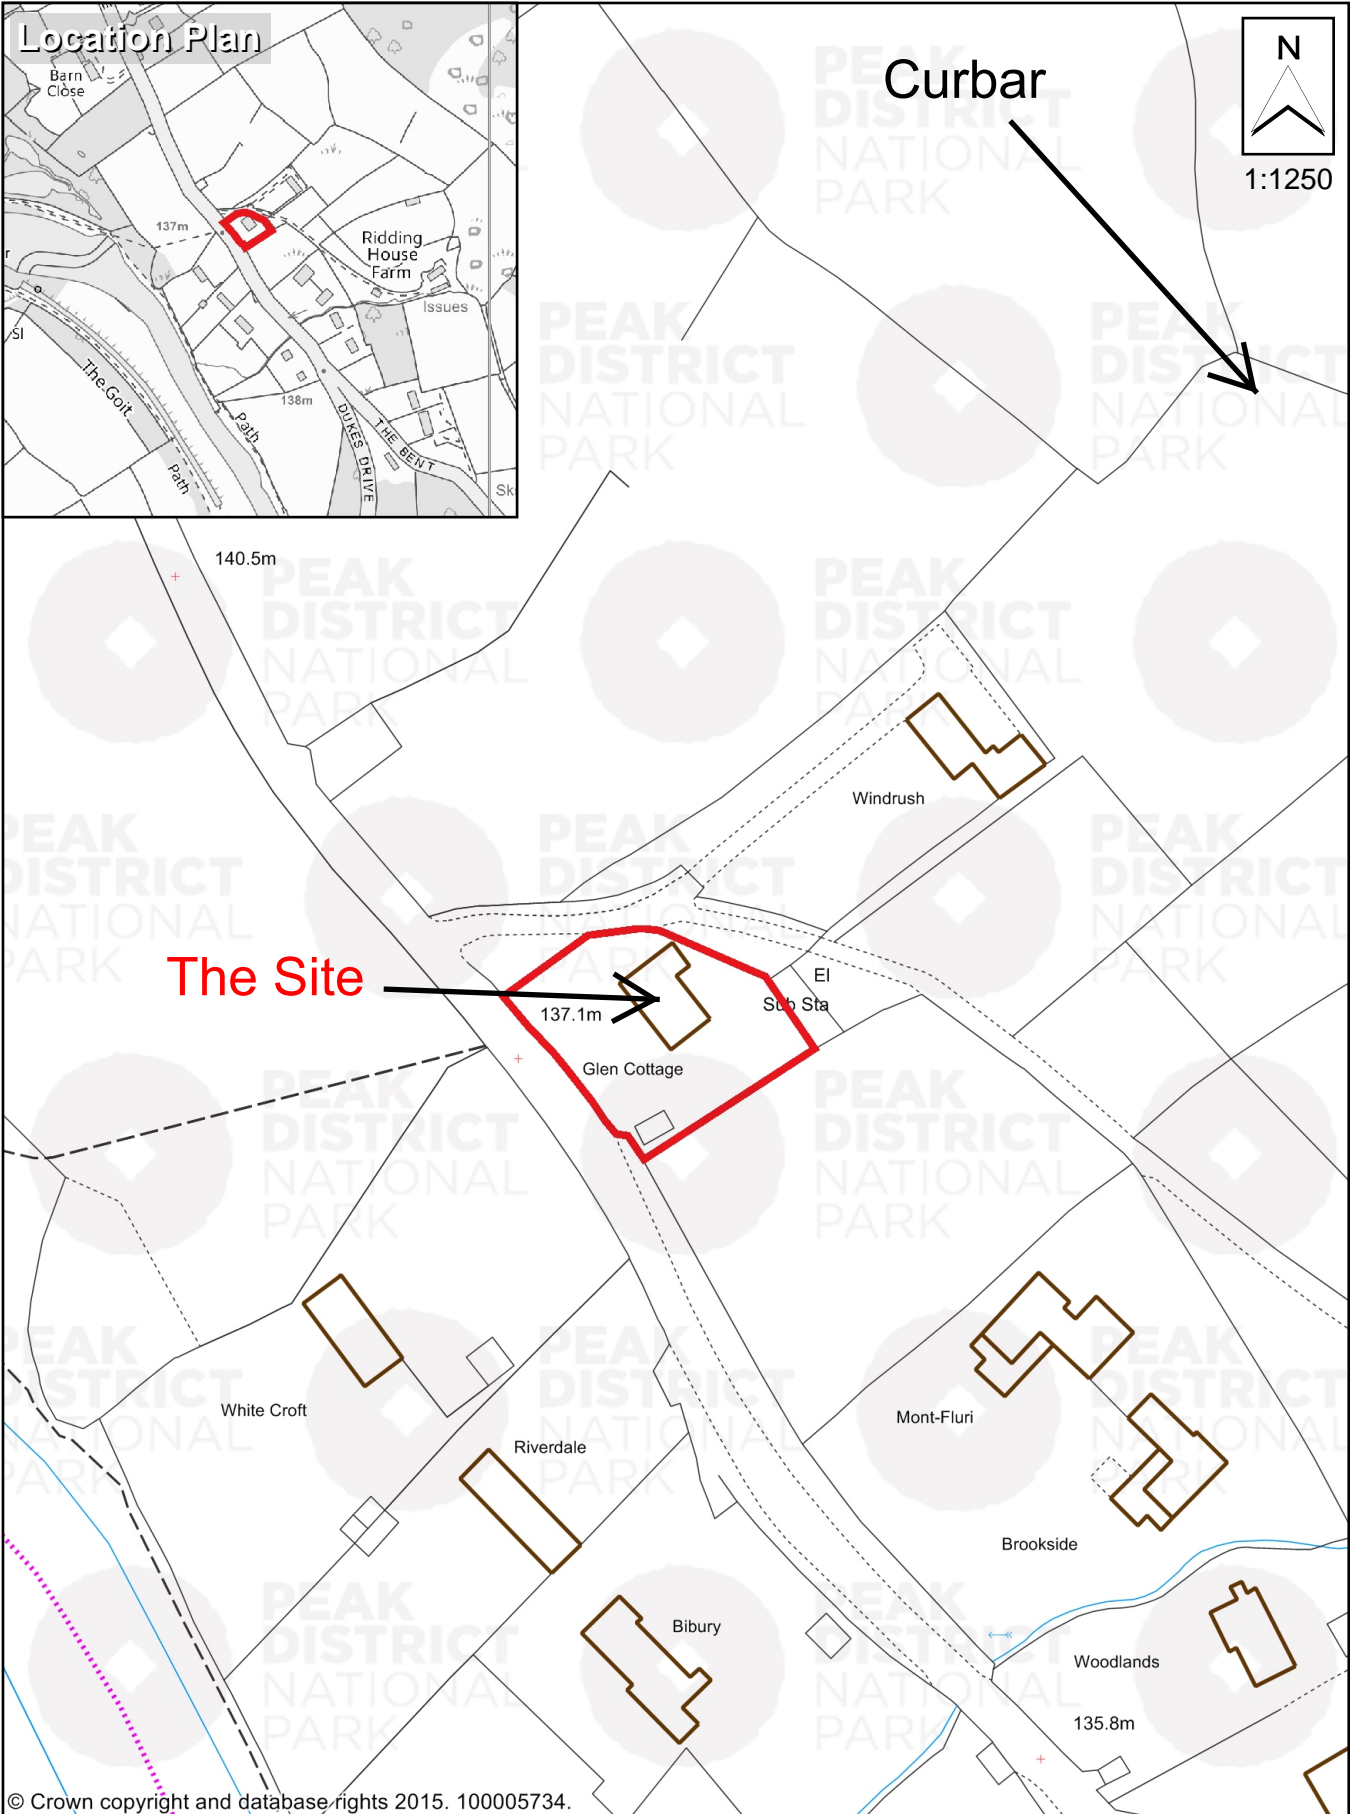 Location Plan
Barn
Close
137m
Ridding
House
Farm
Issues
r
SI
The Goit
Path
Path
138m
DUKES DRIVE
THE BENT
Sk
Curbar
N
1:1250
PEAK
DISTRICT
NATIONAL
PARK
140.5m
Windrush
The Site
137.1m
El
Sub Sta
Glen Cottage
White Croft
Riverdale
Mont-Fluri
Brookside
Bibury
Woodlands
135.8m
© Crown copyright and database rights 2015. 100005734.